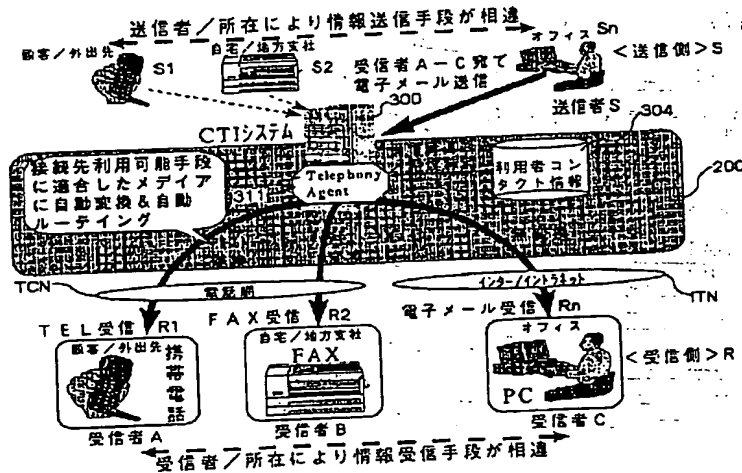 送信者/所在により情報送信手段が相違
顧客/外出先
S1
自宅/地方支社
S2
受信者A-C宛て
電子メール送信
オフィス
Sn
<送信側>S
送信者S
300
304
CTIシステム
接続先利用可能手段
に適合したメデイア
に自動変換&自動
ルーテイング
311
Telephony
Agent
利用者コン
タクト情報
200
TCN
電話網
インター/イントラネット
ITN
TEL受信
R1
FAX受信
R2
電子メール受信
Rn
顧客/外出先
携帯電話
自宅/地方支社
FAX
オフィス
PC
<受信側>R
受信者A
受信者B
受信者C
受信者/所在により情報受信手段が相違